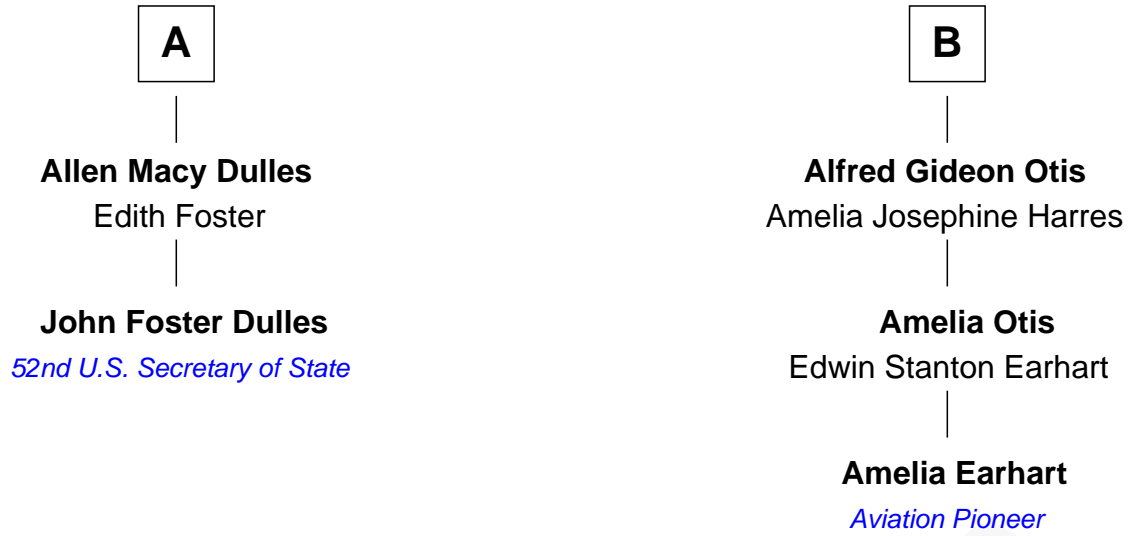 A
Allen Macy Dulles
Edith Foster
John Foster Dulles
52nd U.S. Secretary of State
B
Alfred Gideon Otis
Amelia Josephine Harres
Amelia Otis
Edwin Stanton Earhart
Amelia Earhart
Aviation Pioneer